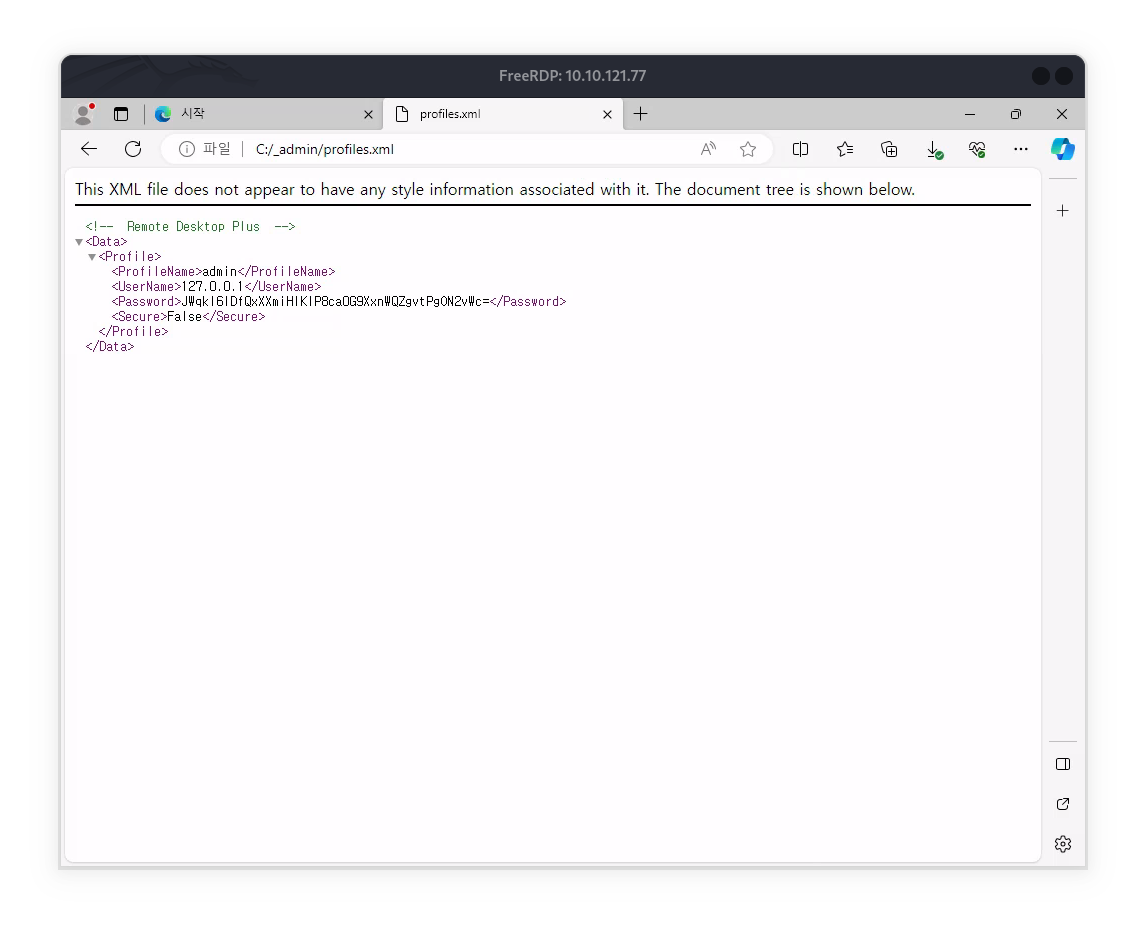 FreeRDP: 10.10.121.77
시작
profiles.xml
파일 C:/_admin/profiles.xml
This XML file does not appear to have any style information associated with it. The document tree is shown below.
<!-- Remote Desktop Plus -->
<Data>
<Profile>
<ProfileName>admin</ProfileName>
<UserName>127.0.0.1</UserName>
<Password>JWqkl6IDfQxXXmiHIKIP8ca0G9XxnWQZgvtPgON2vWc=</Password>
<Secure>False</Secure>
</Profile>
</Data>